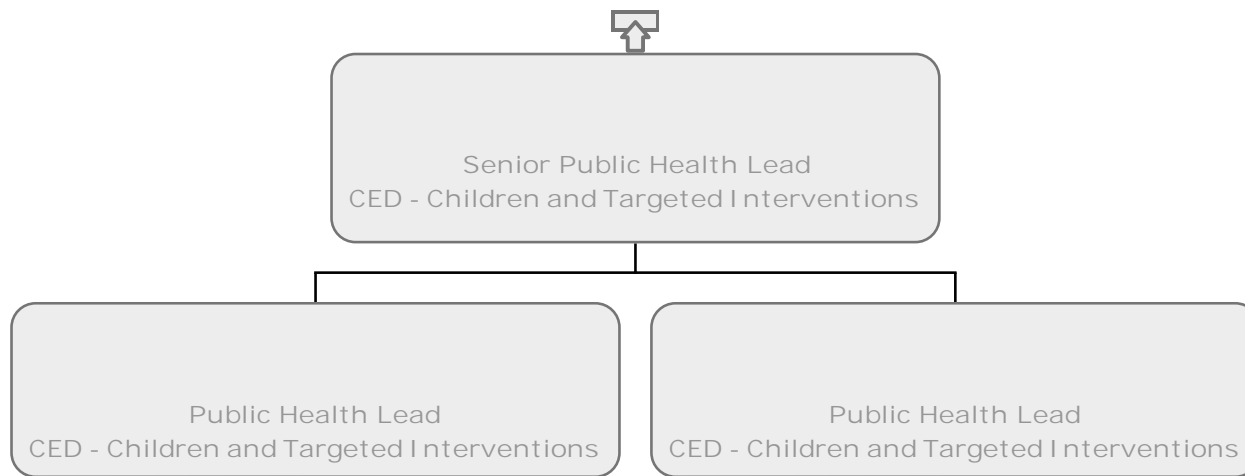 Senior Public Health Lead
CED - Children and Targeted Interventions
Public Health Lead
CED - Children and Targeted Interventions
Public Health Lead
CED - Children and Targeted Interventions